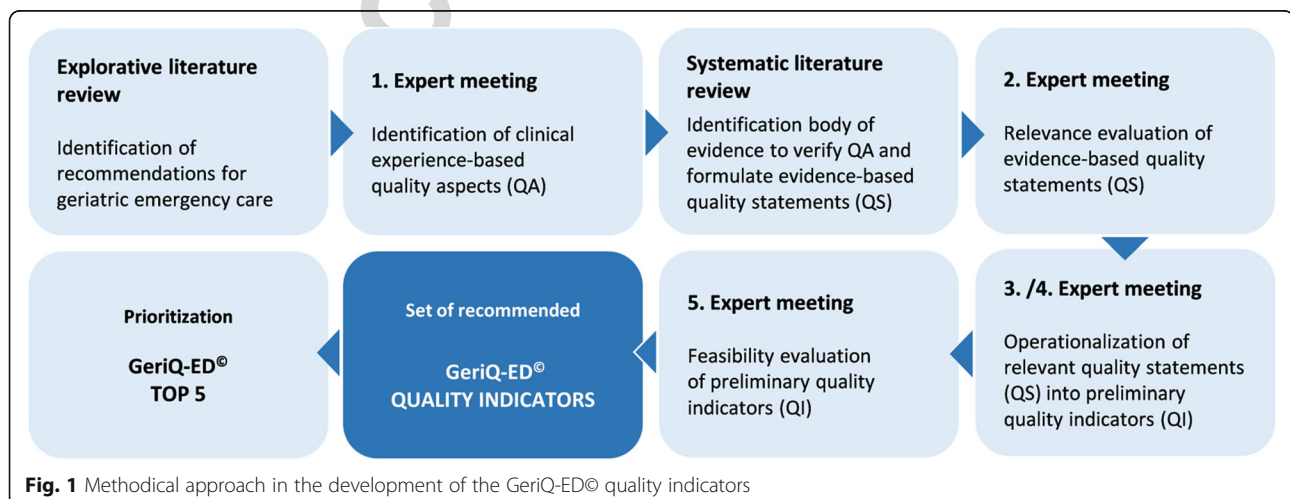 Explorative literature
review
Identification of
recommendations for
geriatric emergency care
1. Expert meeting
Identification of clinical
experience-based
quality aspects (QA)
Systematic literature
review
Identification body of
evidence to verify QA and
formulate evidence-based
quality statements (QS)
2. Expert meeting
Relevance evaluation of
evidence-based quality
statements (QS)
3. /4. Expert meeting
Operationalization of
relevant quality statements
(QS) into preliminary
quality indicators (QI)
5. Expert meeting
Feasibility evaluation
of preliminary quality
indicators (QI)
Set of recommended
GeriQ-ED©
QUALITY INDICATORS
Prioritization
GeriQ-ED©
TOP 5
Fig. 1 Methodical approach in the development of the GeriQ-ED© quality indicators